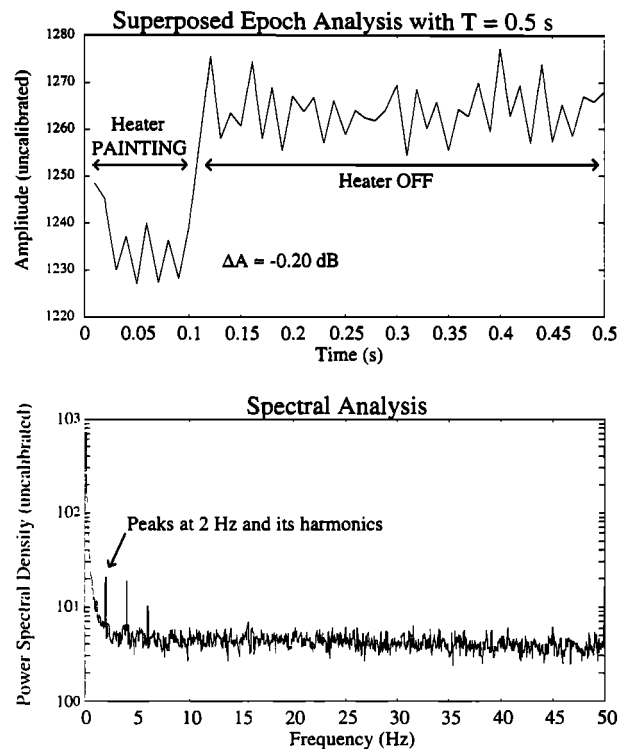 Superposed Epoch Analysis with T = 0.5 s
Amplitude (uncalibrated)
1280
1270
1260
1250
1240
1230
1220
Heater
PAINTING
Heater OFF
ΔA = -0.20 dB
0 0.05 0.1 0.15 0.2 0.25 0.3 0.35 0.4 0.45 0.5
Time (s)
Spectral Analysis
Power Spectral Density (uncalibrated)
103
102
101
100
Peaks at 2 Hz and its harmonics
0 5 10 15 20 25 30 35 40 45 50
Frequency (Hz)